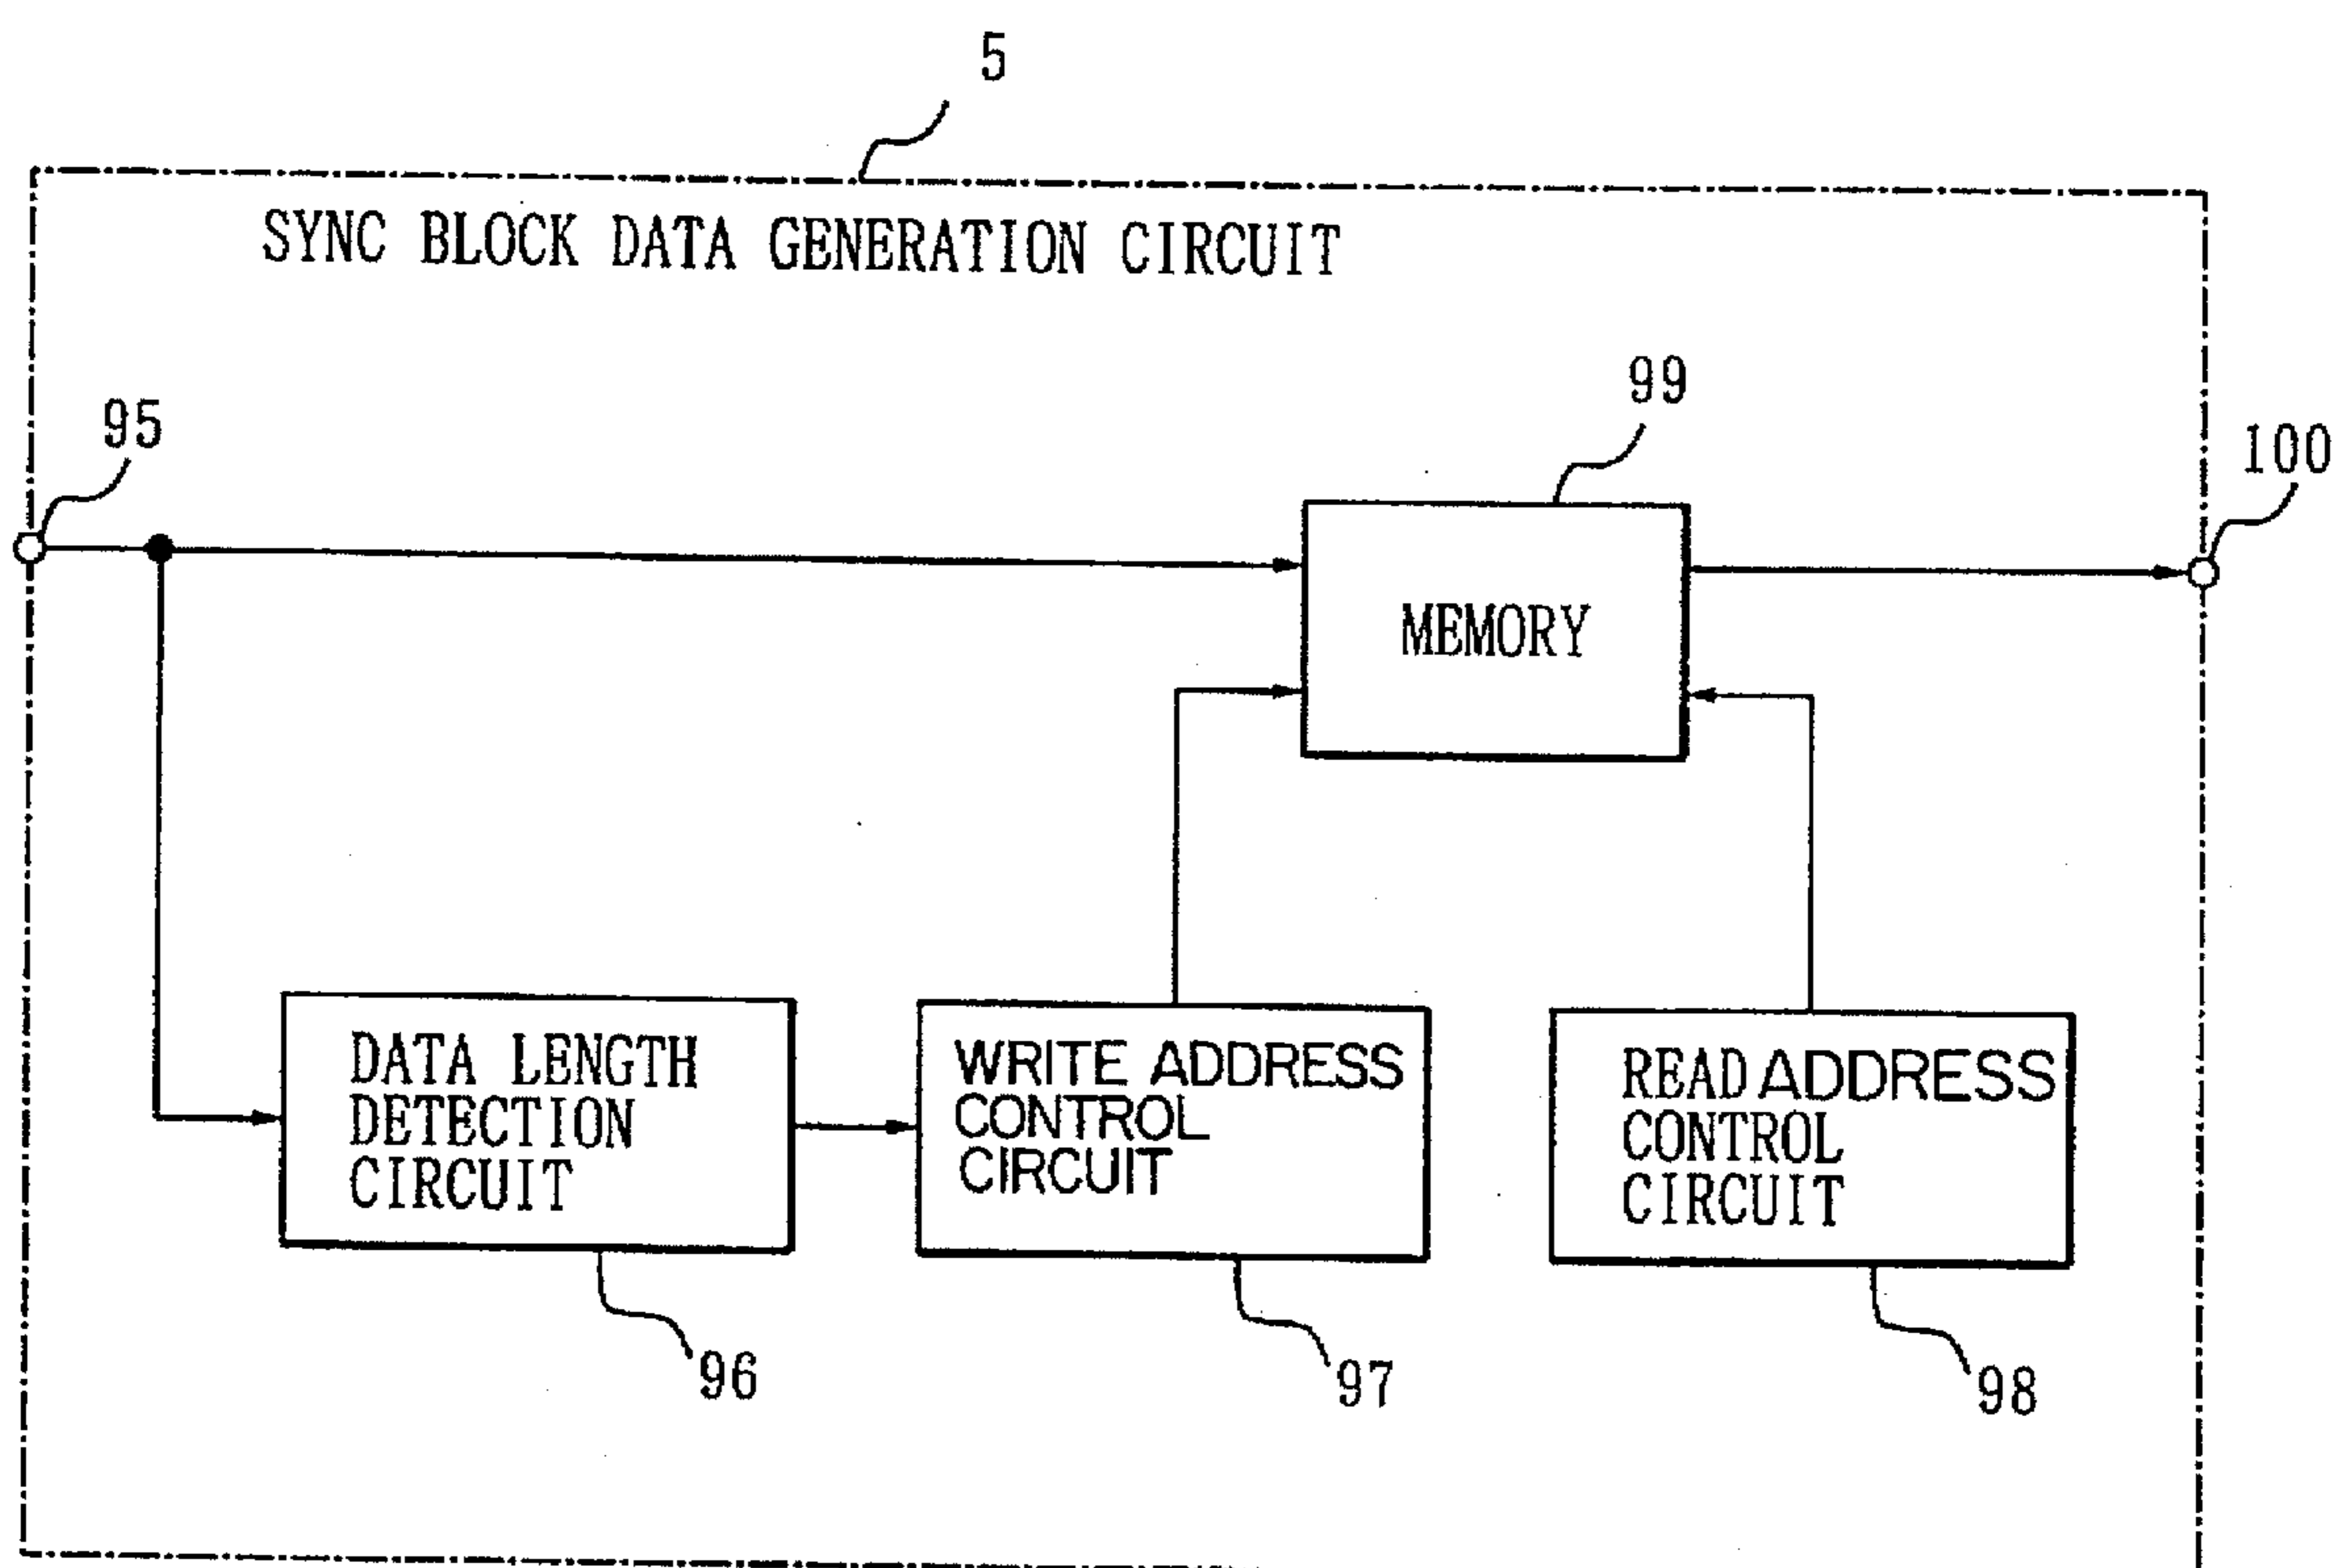 5
SYNC BLOCK DATA GENERATION CIRCUIT
99
95
100
MEMORY
DATA LENGTH
DETECTION
CIRCUIT
WRITE ADDRESS
CONTROL
CIRCUIT
READ ADDRESS
CONTROL
CIRCUIT
96
97
98